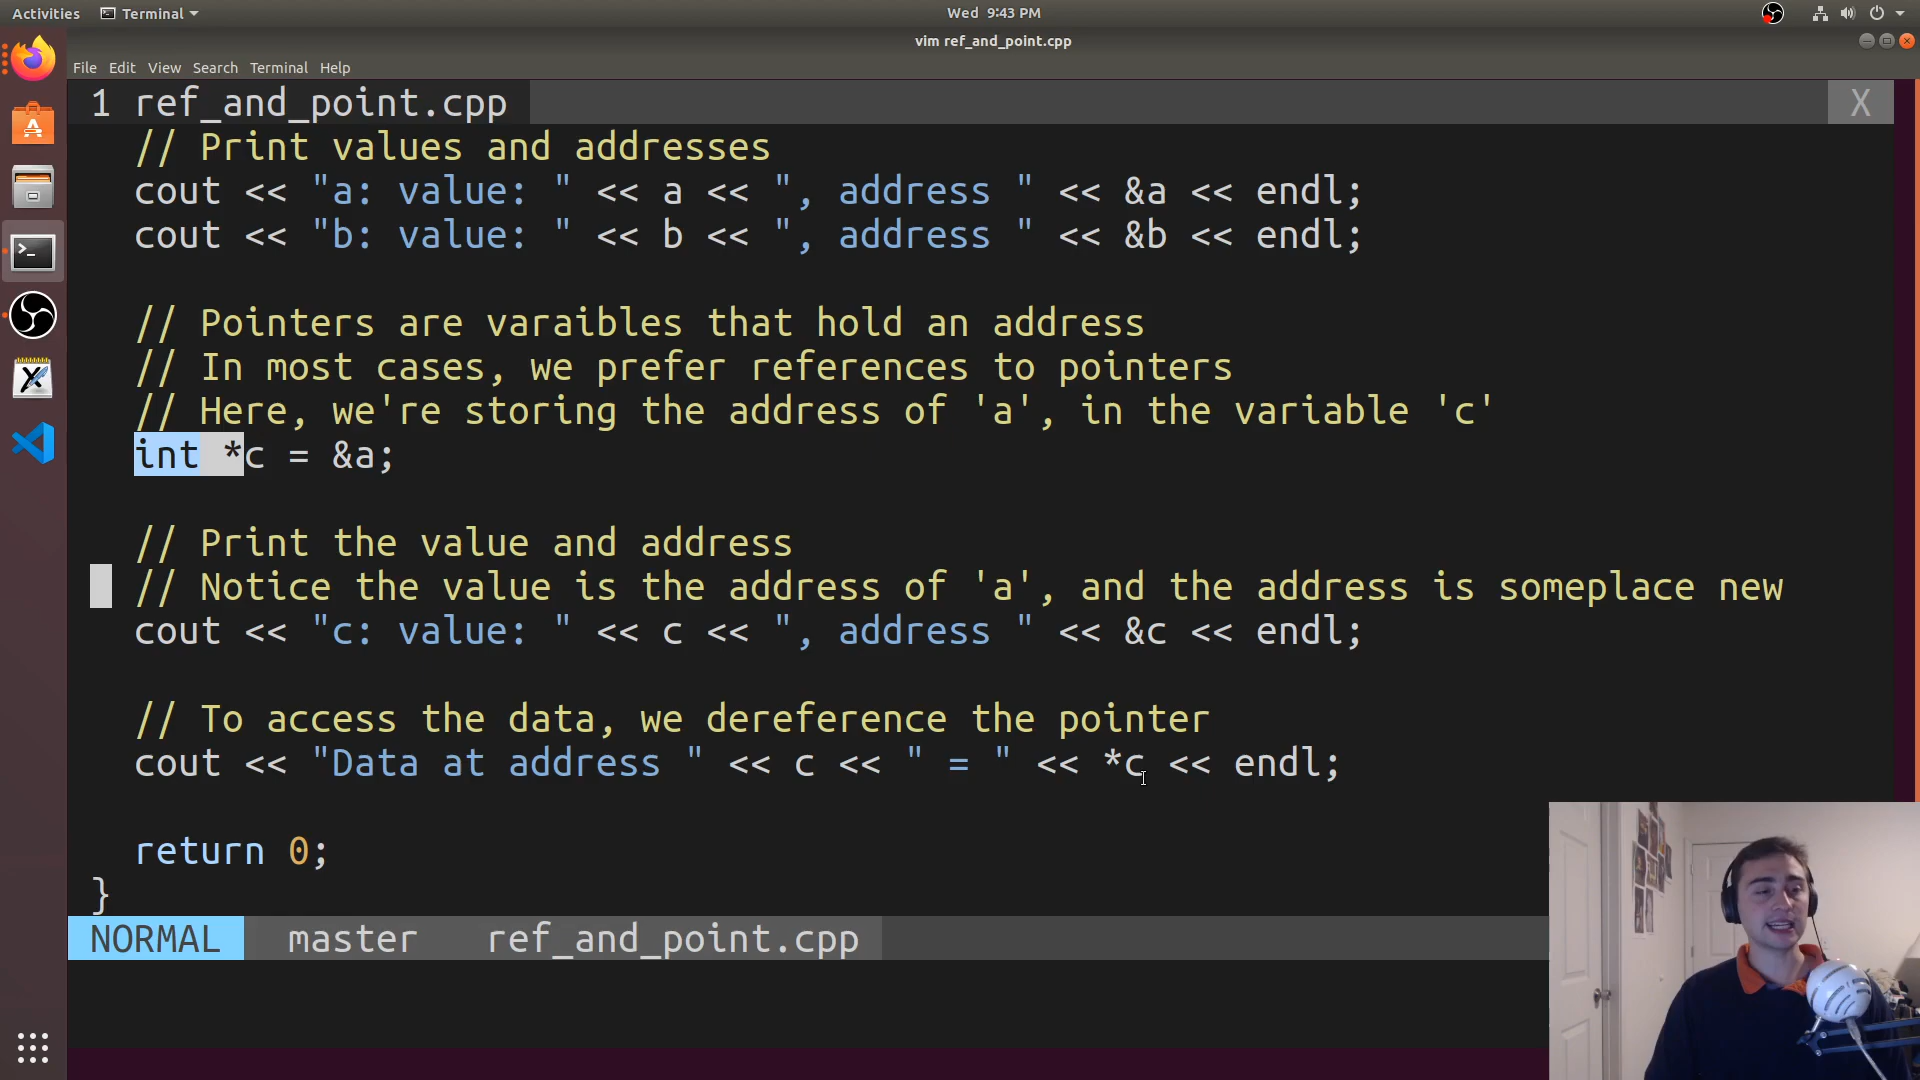 Activities Terminal Wed 9:43 PM
vim ref_and_point.cpp
File Edit View Search Terminal Help
1 ref_and_point.cpp X
// Print values and addresses
cout << "a: value: " << a << ", address " << &a << endl;
cout << "b: value: " << b << ", address " << &b << endl;
// Pointers are varaibles that hold an address
// In most cases, we prefer references to pointers
// Here, we're storing the address of 'a', in the variable 'c'
int *c = &a;
// Print the value and address
// Notice the value is the address of 'a', and the address is someplace new
cout << "c: value: " << c << ", address " << &c << endl;
// To access the data, we dereference the pointer
cout << "Data at address " << c << " = " << *c << endl;
return 0;
}
NORMAL master ref_and_point.cpp